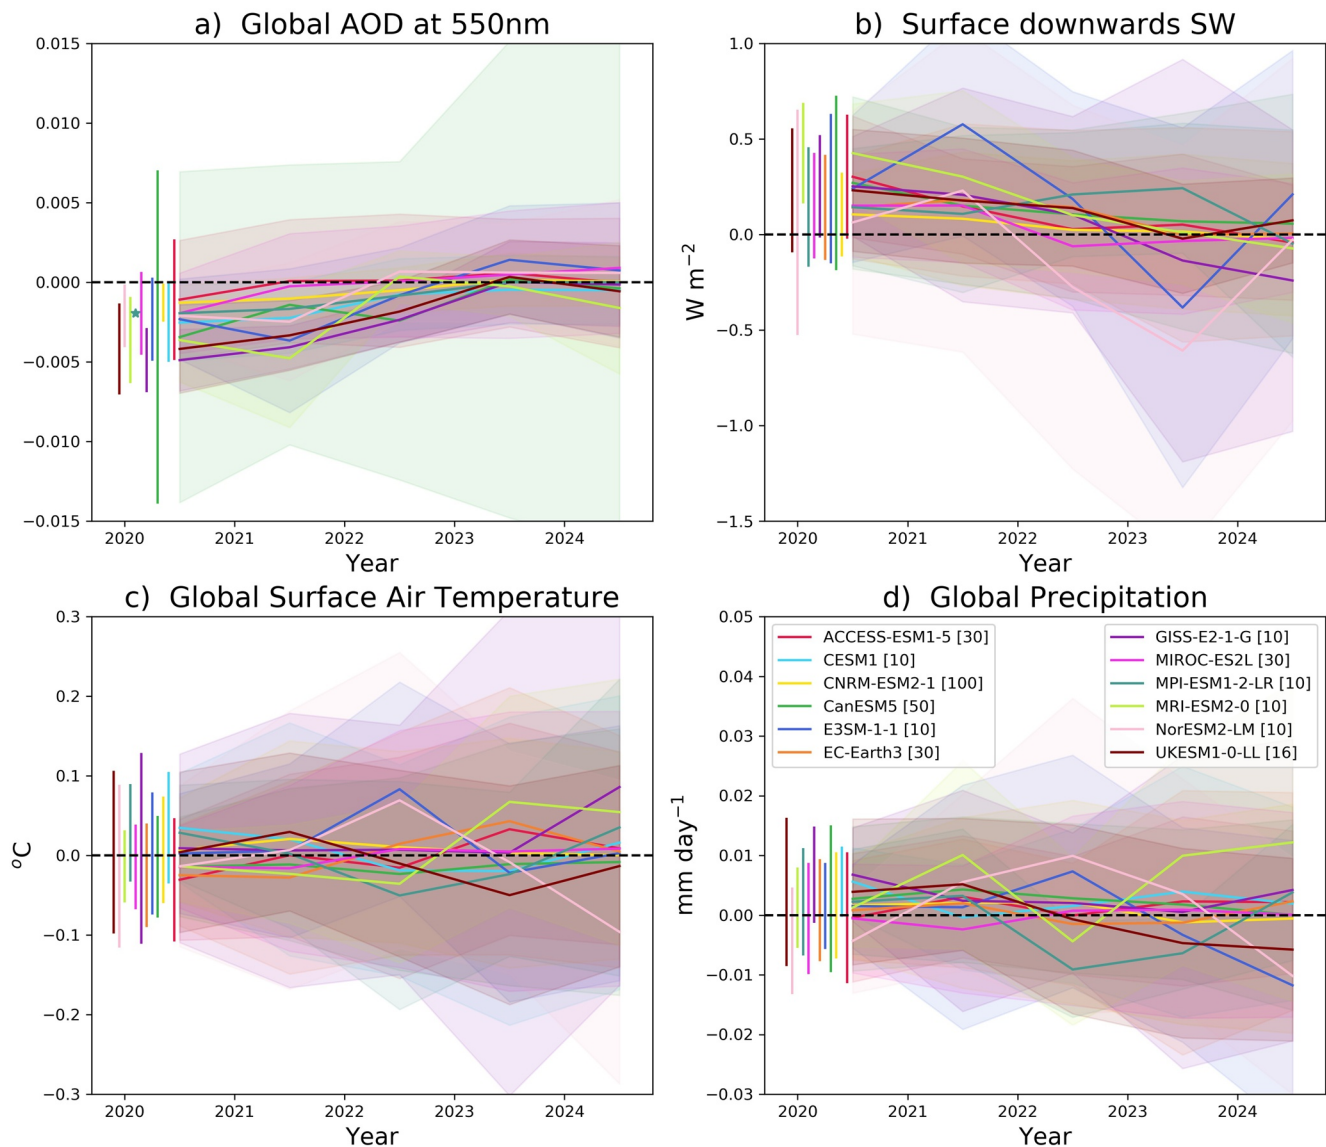 a)  Global AOD at 550nm
0.015
0.010
0.005
0.000
−0.005
−0.010
−0.015
2020 2021 2022 2023 2024
Year
b)  Surface downwards SW
W m−2
1.0
0.5
0.0
−0.5
−1.0
−1.5
2020 2021 2022 2023 2024
Year
c)  Global Surface Air Temperature
oC
0.3
0.2
0.1
0.0
−0.1
−0.2
−0.3
2020 2021 2022 2023 2024
Year
d)  Global Precipitation
mm day−1
0.05
0.04
0.03
0.02
0.01
0.00
−0.01
−0.02
−0.03
ACCESS-ESM1-5 [30]
CESM1 [10]
CNRM-ESM2-1 [100]
CanESM5 [50]
E3SM-1-1 [10]
EC-Earth3 [30]
GISS-E2-1-G [10]
MIROC-ES2L [30]
MPI-ESM1-2-LR [10]
MRI-ESM2-0 [10]
NorESM2-LM [10]
UKESM1-0-LL [16]
2020 2021 2022 2023 2024
Year